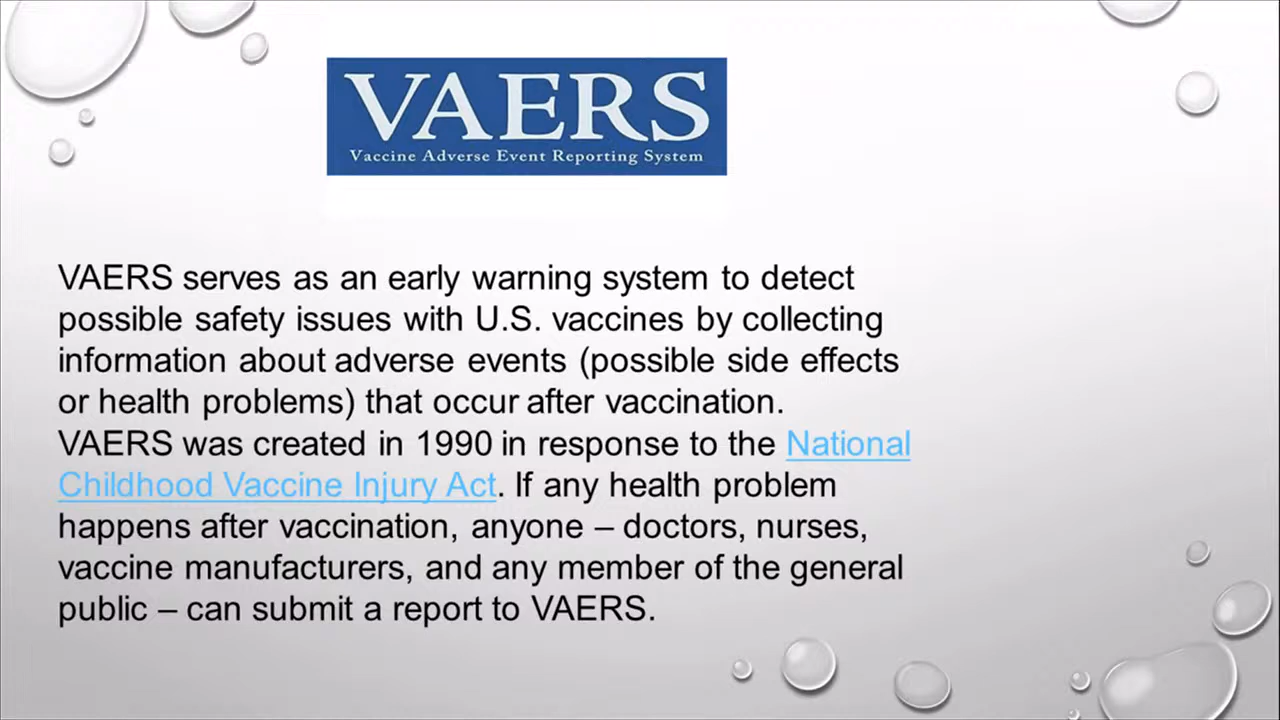 VAERS
Vaccine Adverse Event Reporting System
VAERS serves as an early warning system to detect
possible safety issues with U.S. vaccines by collecting
information about adverse events (possible side effects
or health problems) that occur after vaccination.
VAERS was created in 1990 in response to the National
Childhood Vaccine Injury Act. If any health problem
happens after vaccination, anyone – doctors, nurses,
vaccine manufacturers, and any member of the general
public – can submit a report to VAERS.